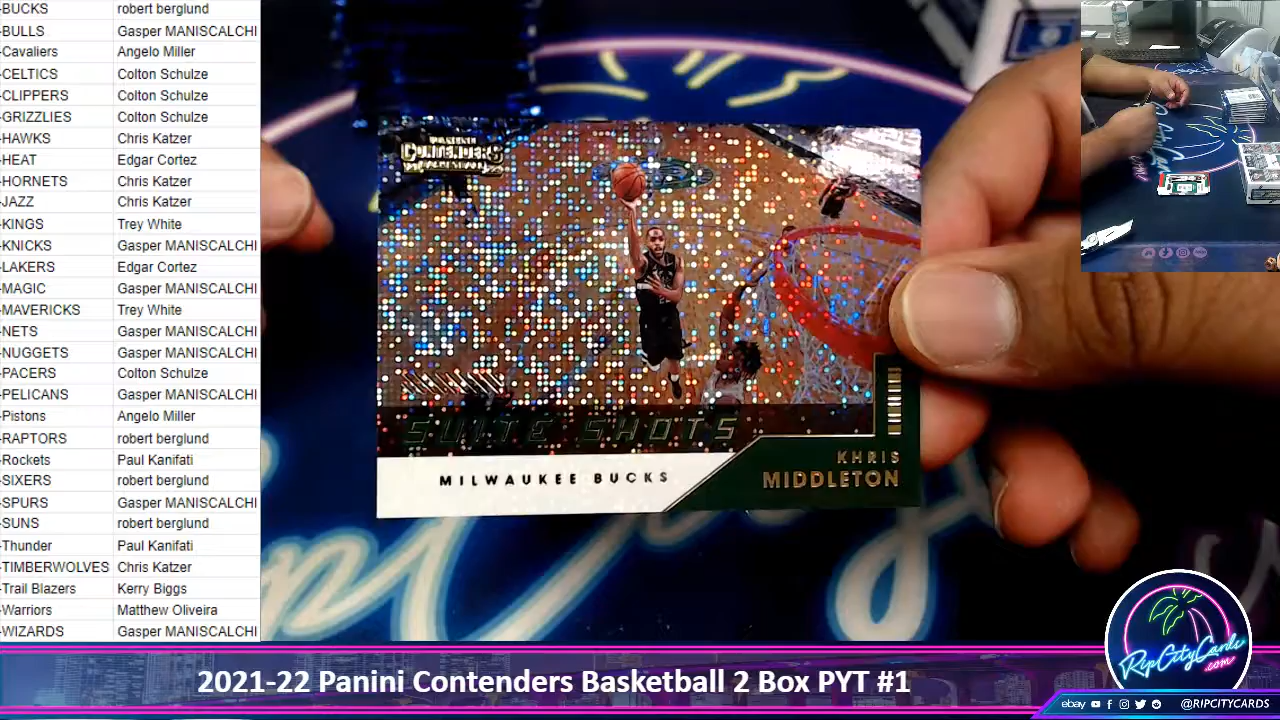 -BUCKS robert berglund
-BULLS Gasper MANISCALCHI
-Cavaliers Angelo Miller
-CELTICS Colton Schulze
-CLIPPERS Colton Schulze
-GRIZZLIES Colton Schulze
-HAWKS Chris Katzer
-HEAT Edgar Cortez
-HORNETS Chris Katzer
-JAZZ Chris Katzer
-KINGS Trey White
-KNICKS Gasper MANISCALCHI
-LAKERS Edgar Cortez
-MAGIC Gasper MANISCALCHI
-MAVERICKS Trey White
-NETS Gasper MANISCALCHI
-NUGGETS Gasper MANISCALCHI
-PACERS Colton Schulze
-PELICANS Gasper MANISCALCHI
-Pistons Angelo Miller
-RAPTORS robert berglund
-Rockets Paul Kanifati
-SIXERS robert berglund
-SPURS Gasper MANISCALCHI
-SUNS robert berglund
-Thunder Paul Kanifati
-TIMBERWOLVES Chris Katzer
-Trail Blazers Kerry Biggs
-Warriors Matthew Oliveira
-WIZARDS Gasper MANISCALCHI
PANINI
CONTENDERS
SUITE SHOTS
MILWAUKEE BUCKS
KHRIS
MIDDLETON
RipCityCards
.com
2021-22 Panini Contenders Basketball 2 Box PYT #1
ebay @RIPCITYCARDS